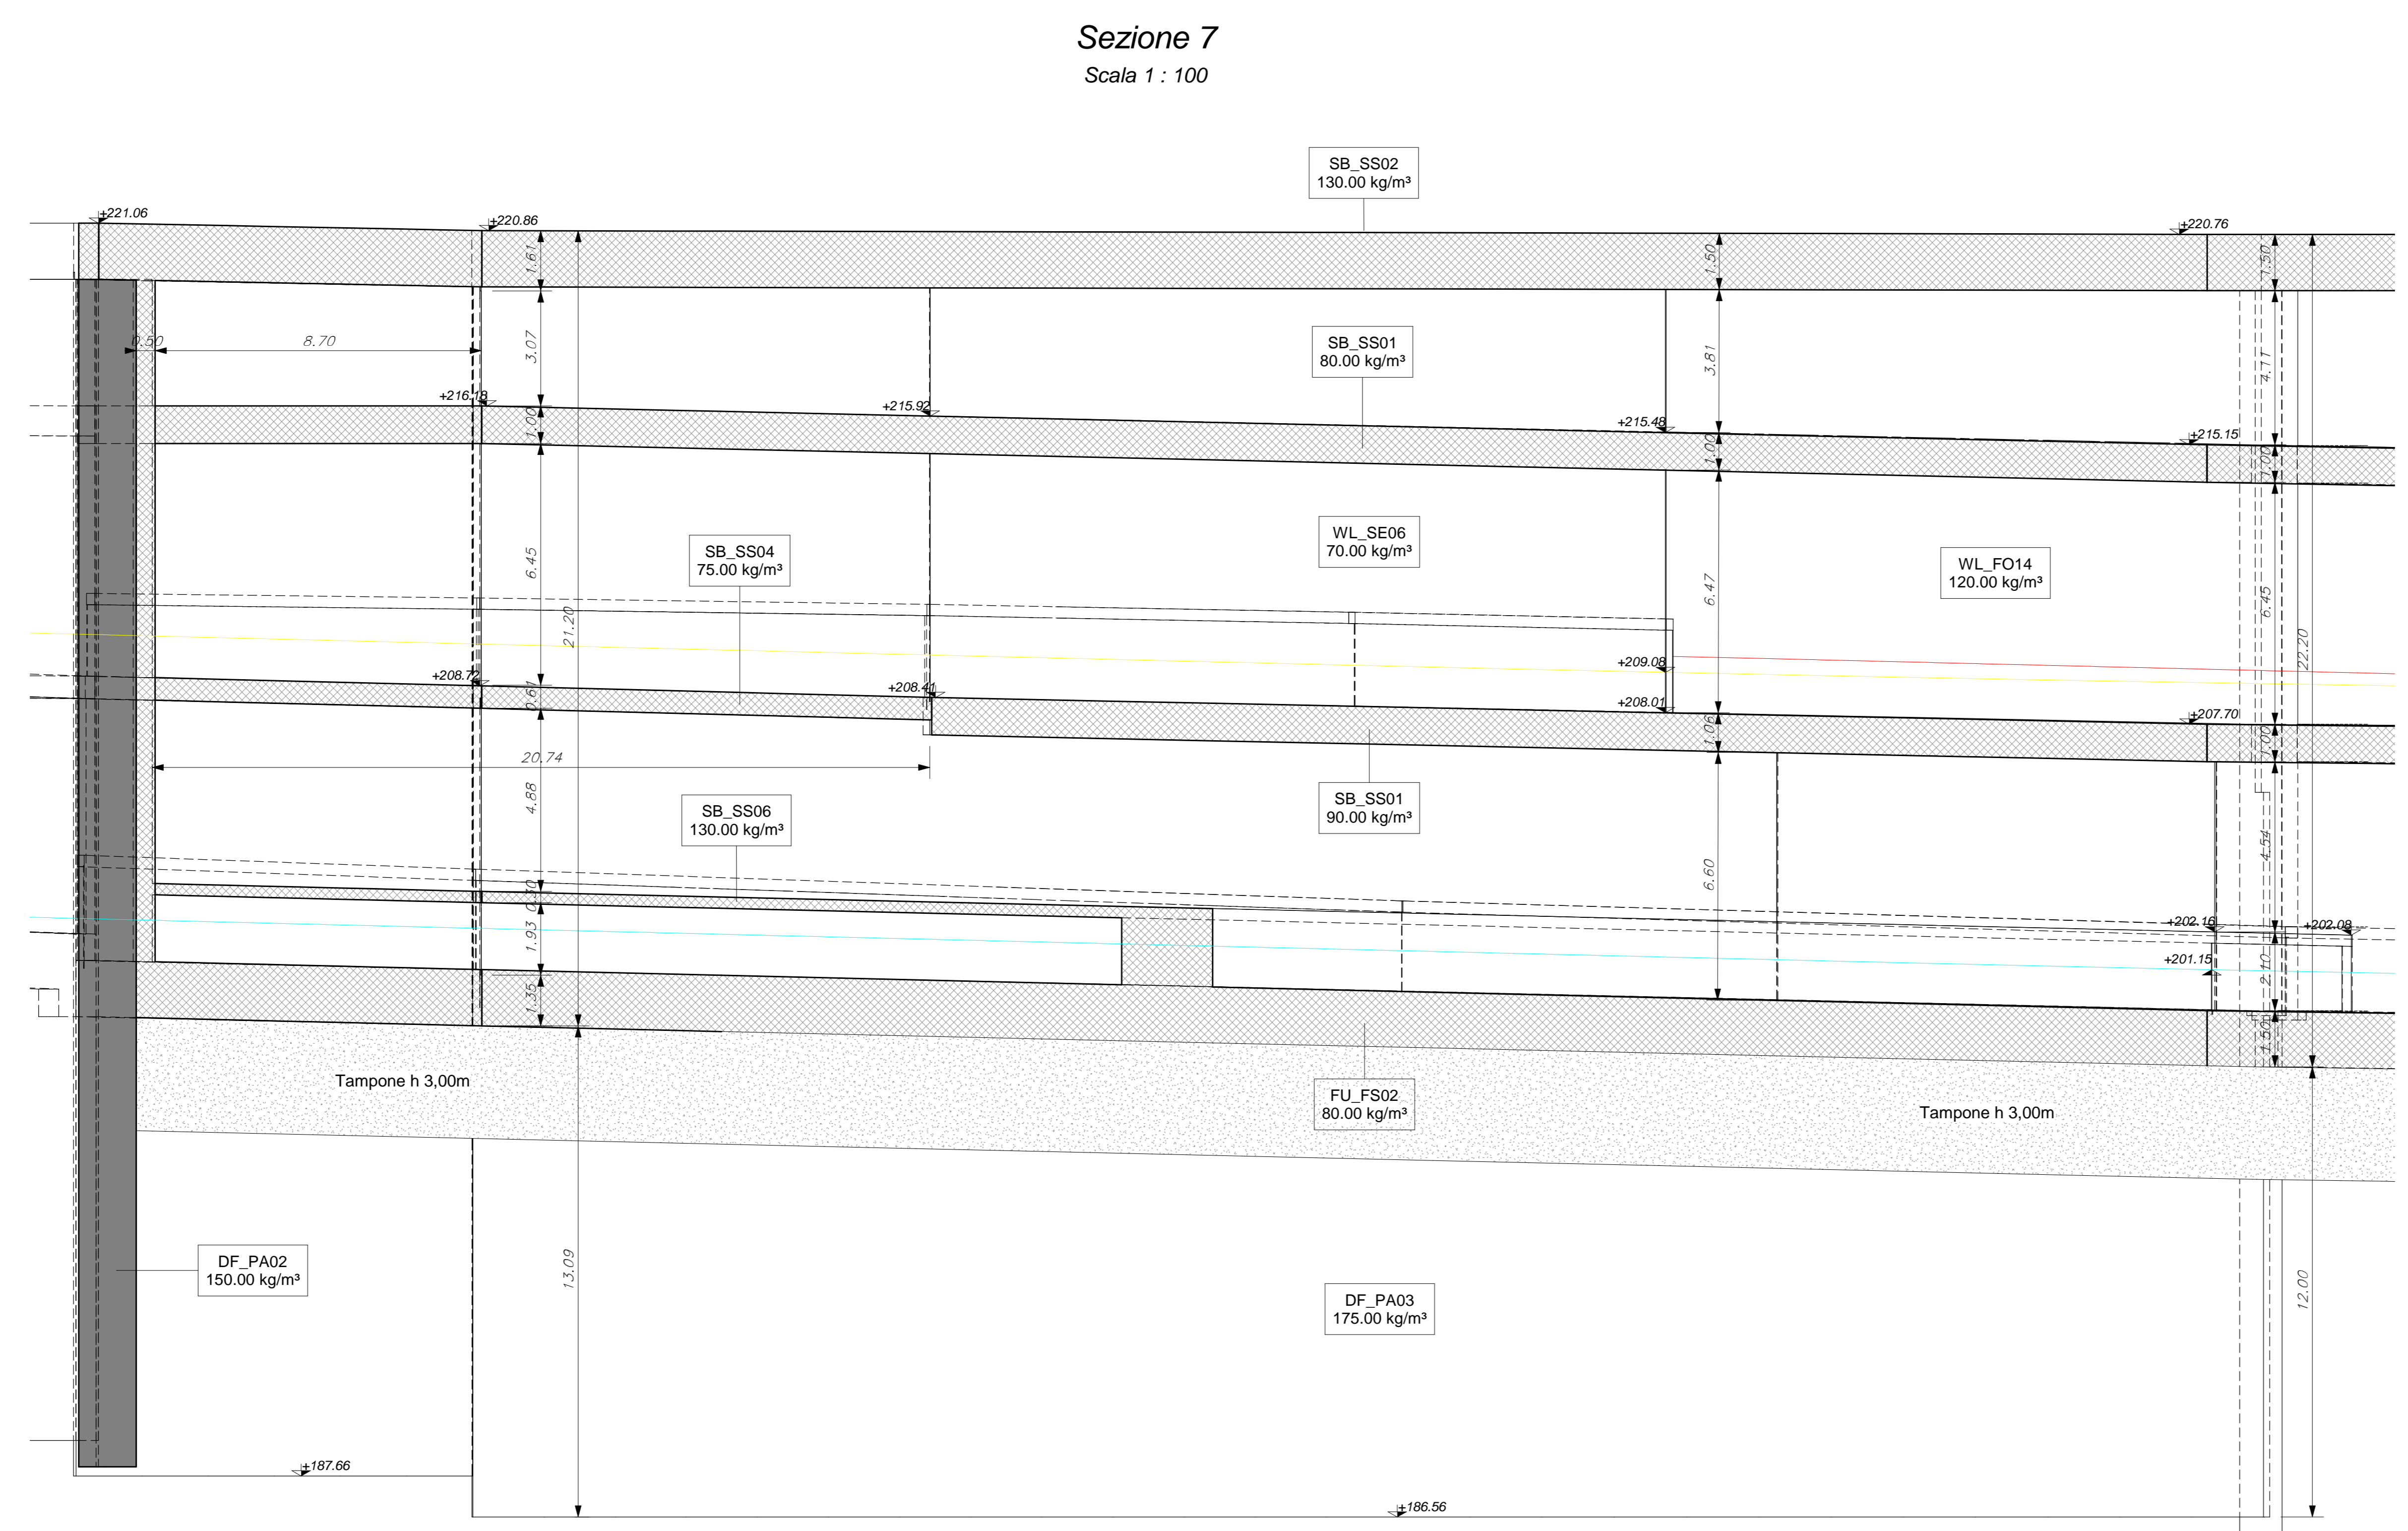 Sezione 7
Scala 1 : 100
SB_SS02
130.00 kg/m³
+221.06
+220.86
+220.76
1.61
1.50
1.50
SB_SS01
80.00 kg/m³
0.50
8.70
3.07
3.81
4.11
+216.18
+215.92
+215.48
+215.15
1.00
1.00
1.00
SB_SS04
75.00 kg/m³
WL_SE06
70.00 kg/m³
WL_FO14
120.00 kg/m³
6.45
6.47
6.45
21.20
22.20
+208.72
+208.41
+209.08
+208.01
+207.70
0.61
1.06
1.00
20.74
4.88
SB_SS06
130.00 kg/m³
SB_SS01
90.00 kg/m³
6.60
4.54
0.30
1.93
+202.16
+202.08
+201.15
2.10
1.35
1.50
Tampone h 3,00m
FU_FS02
80.00 kg/m³
Tampone h 3,00m
DF_PA02
150.00 kg/m³
13.09
DF_PA03
175.00 kg/m³
12.00
+187.66
+186.56